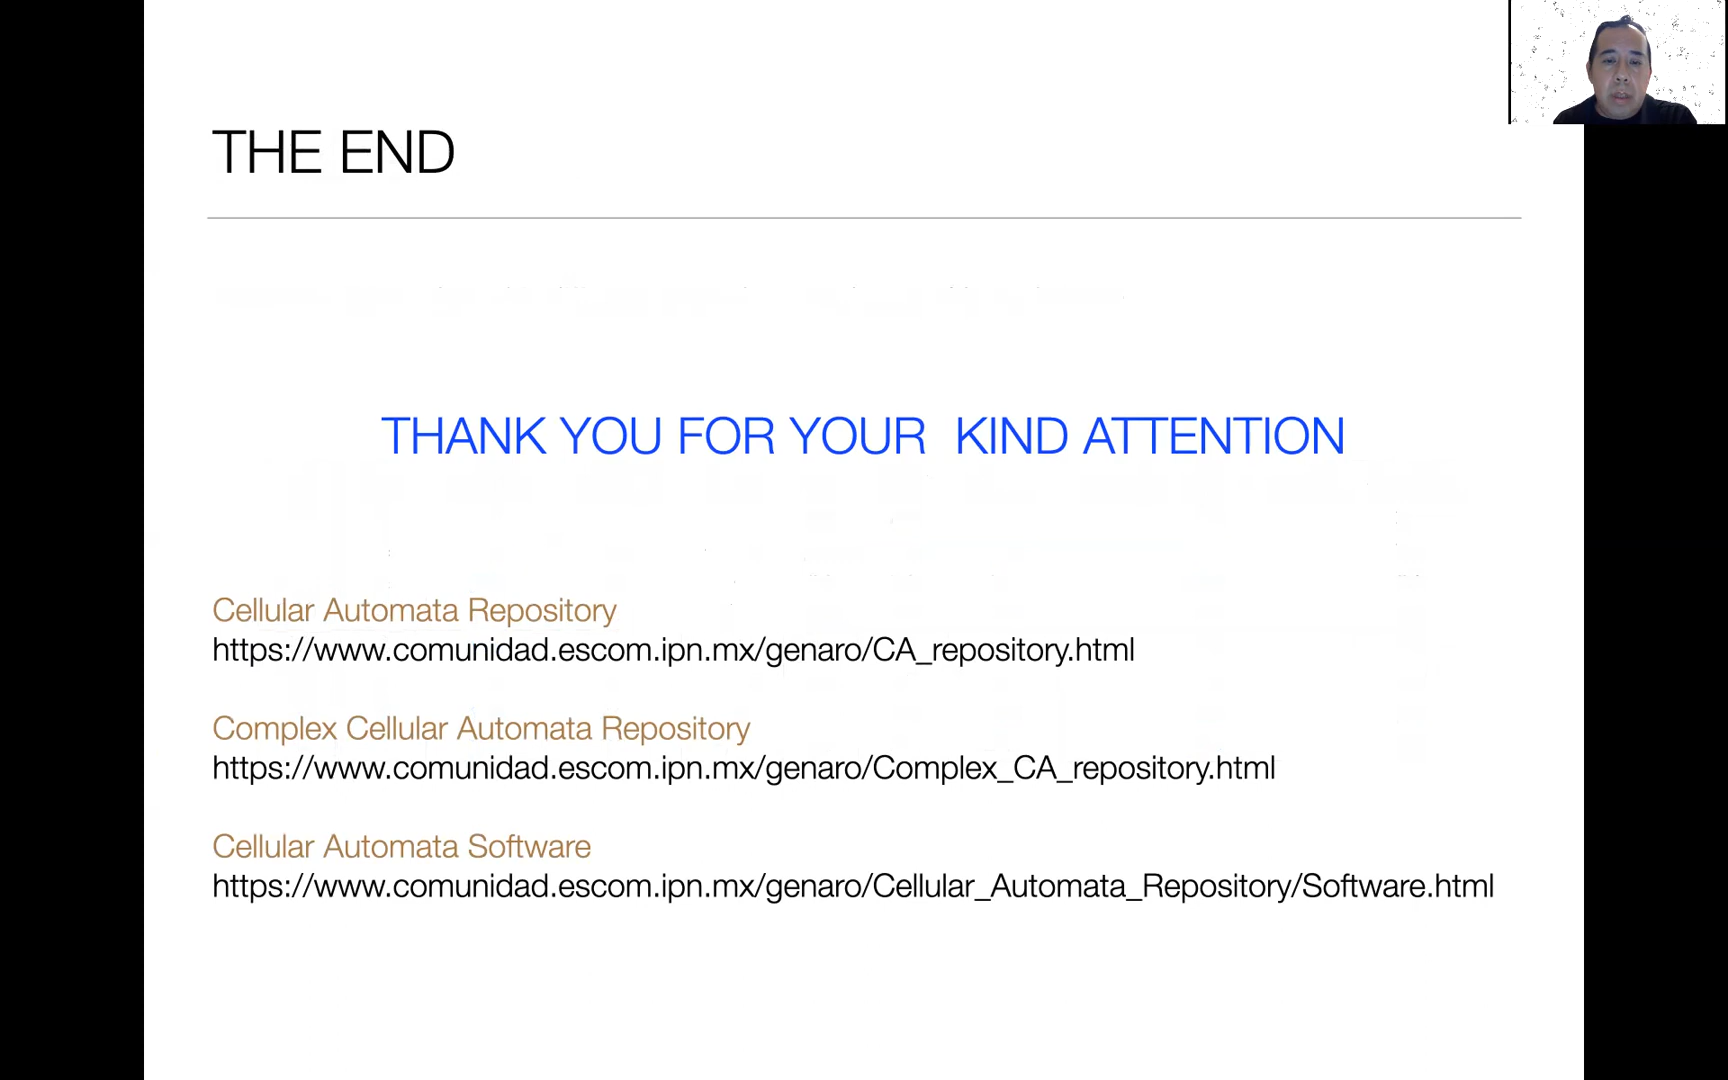 THE END
THANK YOU FOR YOUR  KIND ATTENTION
Cellular Automata Repository
https://www.comunidad.escom.ipn.mx/genaro/CA_repository.html
Complex Cellular Automata Repository
https://www.comunidad.escom.ipn.mx/genaro/Complex_CA_repository.html
Cellular Automata Software
https://www.comunidad.escom.ipn.mx/genaro/Cellular_Automata_Repository/Software.html